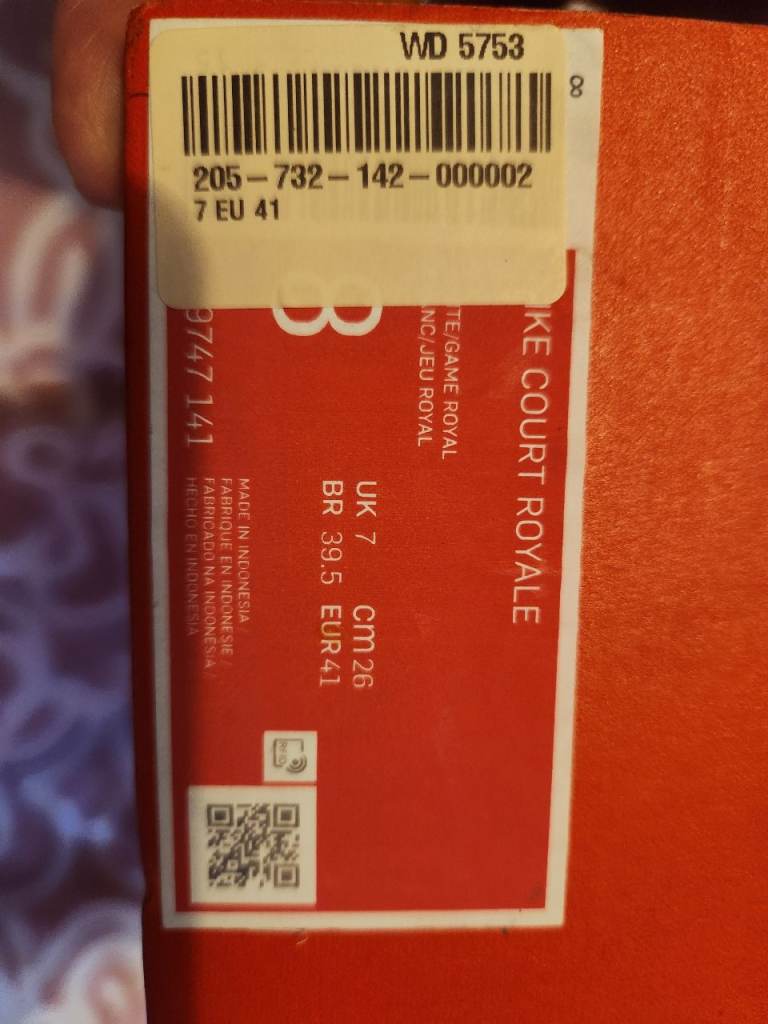 WD 5753
205-732-142-000002
7 EU 41
8
KE COURT ROYALE
TE/GAME ROYAL
ANC/JEU ROYAL
8
UK 7 cm 26
BR 39.5 EUR 41
9747 141
MADE IN INDONESIA /
FABRIQUE EN INDONESIE /
FABRICADO NA INDONESIA /
HECHO EN INDONESIA
RFID